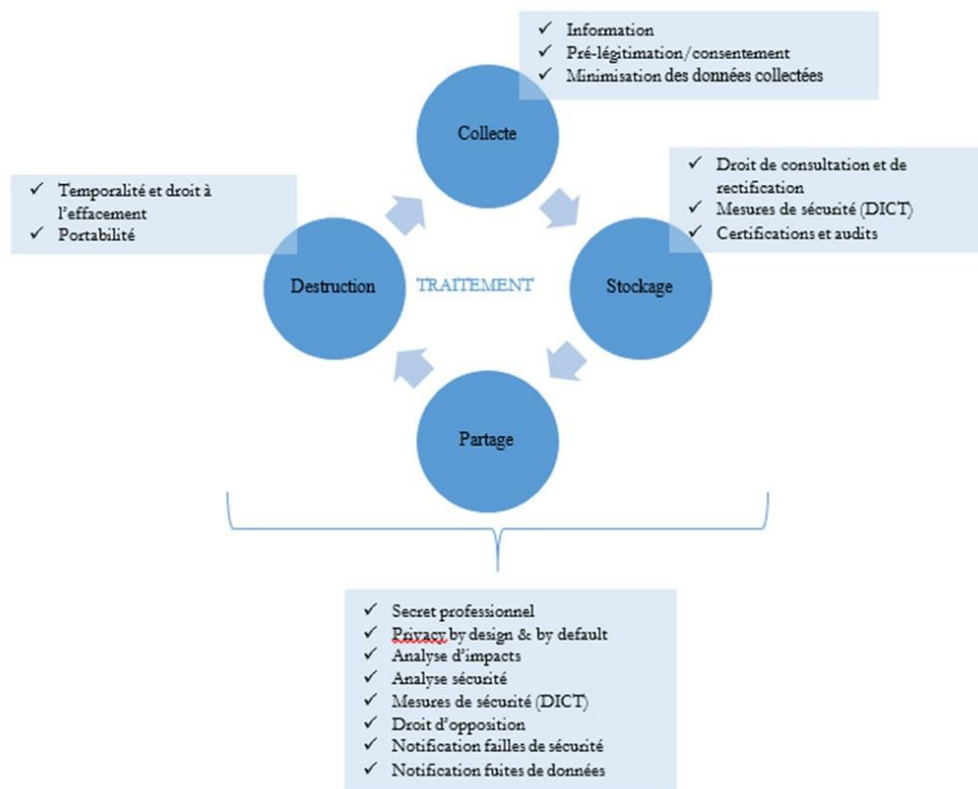 ✓ Information
✓ Pré-légitimation/consentement
✓ Minimisation des données collectées
Collecte
✓ Droit de consultation et de
rectification
✓ Mesures de sécurité (DICT)
✓ Certifications et audits
✓ Temporalité et droit à
l'effacement
✓ Portabilité
Destruction
TRAITEMENT
Stockage
Partage
✓ Secret professionnel
✓ Privacy by design & by default
✓ Analyse d'impacts
✓ Analyse sécurité
✓ Mesures de sécurité (DICT)
✓ Droit d'opposition
✓ Notification failles de sécurité
✓ Notification fuites de données